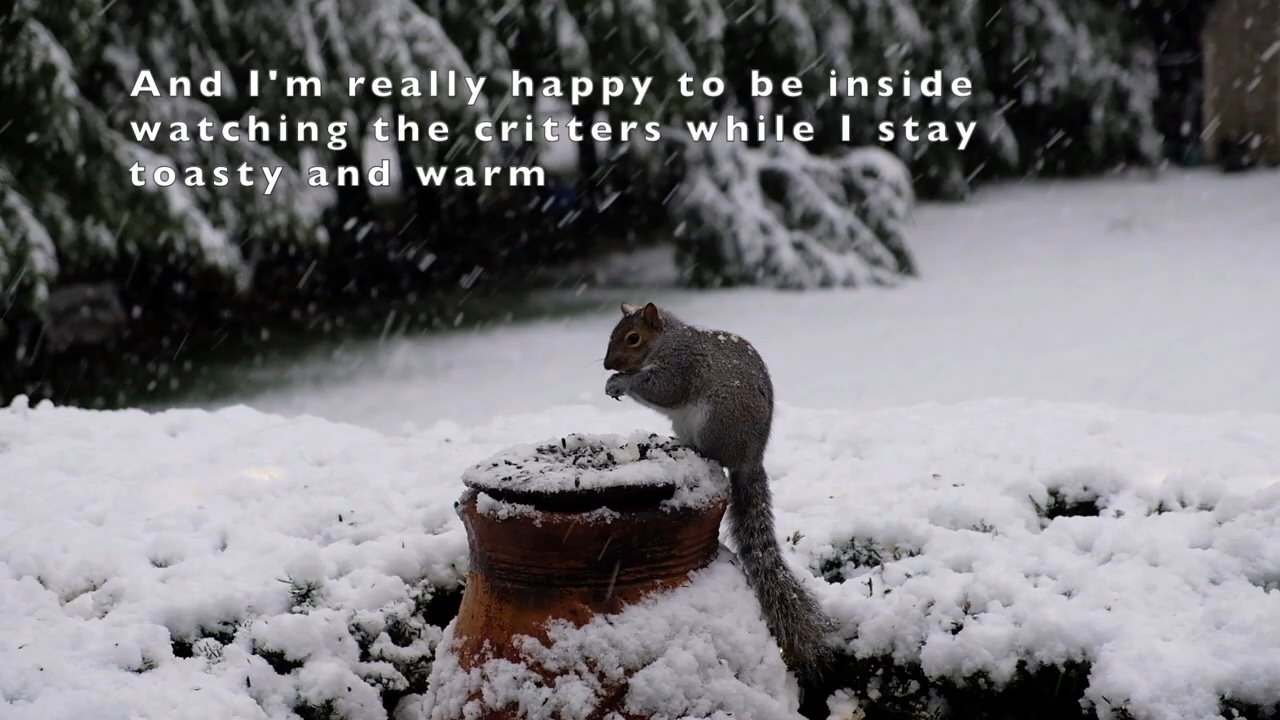 And I'm really happy to be inside
watching the critters while I stay
toasty and warm